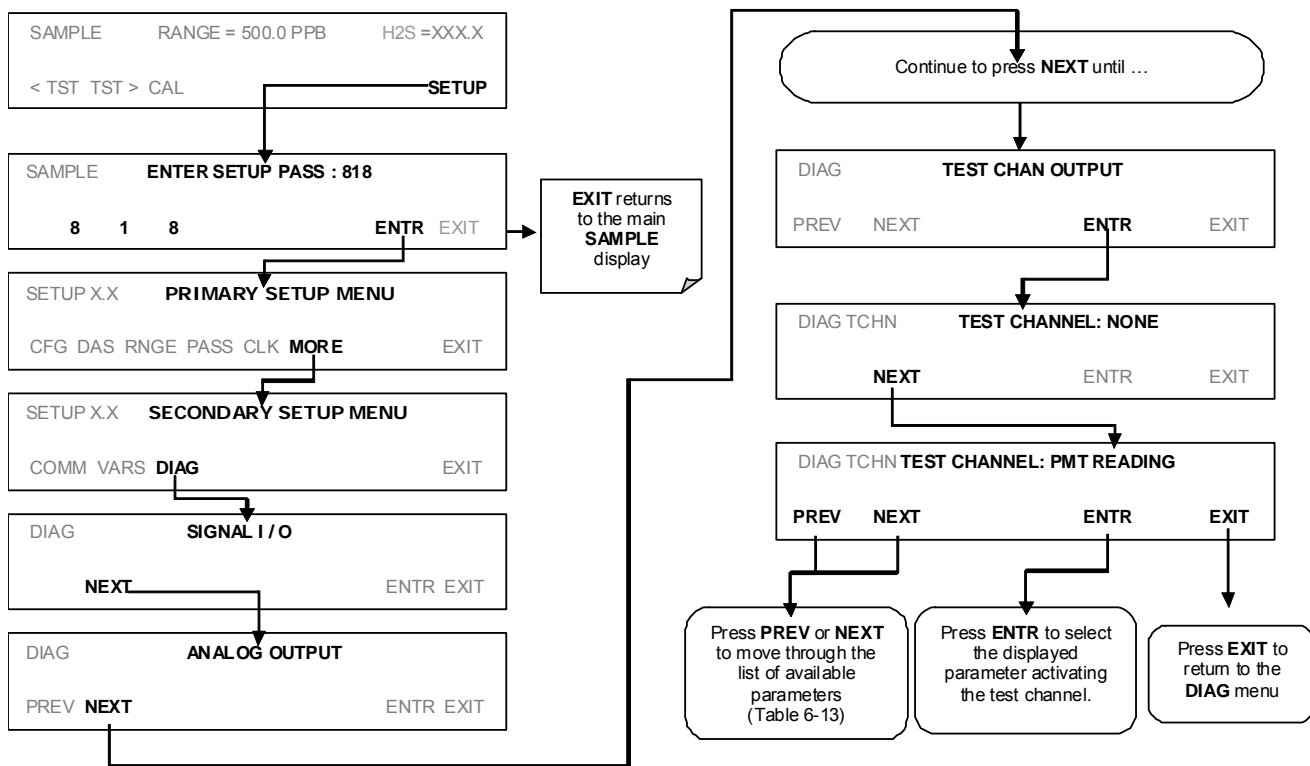 SAMPLE RANGE = 500.0 PPB H2S =XXX.X
< TST TST > CAL SETUP
SAMPLE ENTER SETUP PASS : 818
8 1 8 ENTR EXIT
EXIT returns
to the main
SAMPLE
display
SETUP X.X PRIMARY SETUP MENU
CFG DAS RNGE PASS CLK MORE EXIT
SETUP X.X SECONDARY SETUP MENU
COMM VARS DIAG EXIT
DIAG SIGNAL I / O
NEXT ENTR EXIT
DIAG ANALOG OUTPUT
PREV NEXT ENTR EXIT
Continue to press NEXT until …
DIAG TEST CHAN OUTPUT
PREV NEXT ENTR EXIT
DIAG TCHN TEST CHANNEL: NONE
NEXT ENTR EXIT
DIAG TCHN TEST CHANNEL: PMT READING
PREV NEXT ENTR EXIT
Press PREV or NEXT
to move through the
list of available
parameters
(Table 6-13)
Press ENTR to select
the displayed
parameter activating
the test channel.
Press EXIT to
return to the
DIAG menu